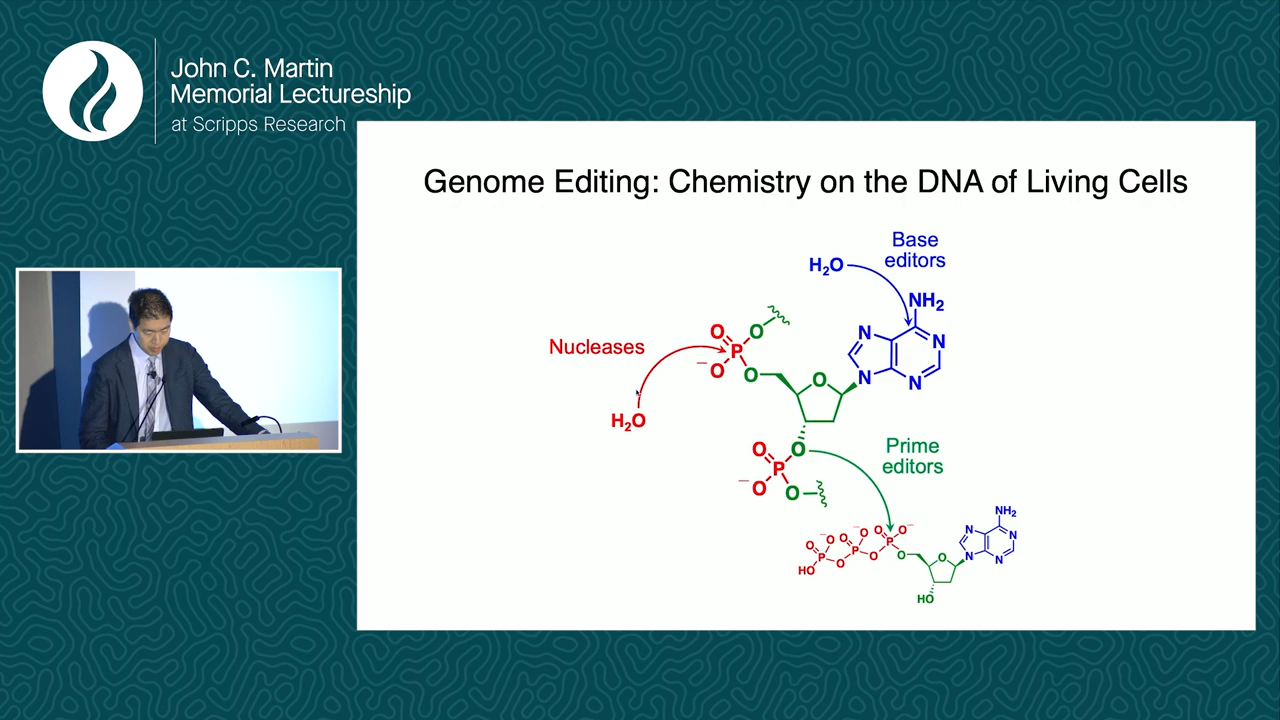 John C. Martin
Memorial Lectureship
at Scripps Research
Genome Editing: Chemistry on the DNA of Living Cells
Base
editors
H₂O
NH₂
N
N
N
N
Nucleases
H₂O
O
O
P
⁻O
O
O
O
O
P
⁻O
O
Prime
editors
NH₂
N
N
N
N
O
O⁻
O
O⁻
O
O⁻
P
P
P
HO
O
O
O
O
HO